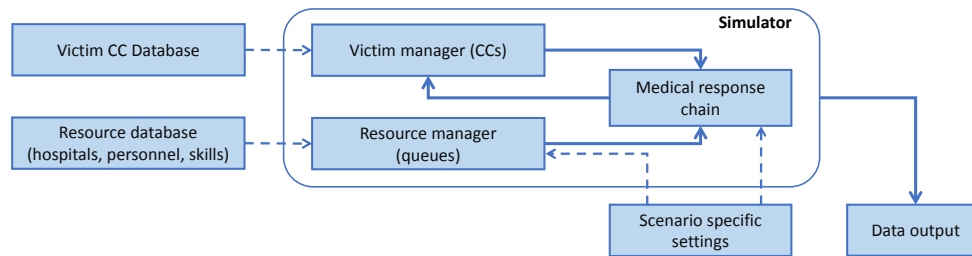 Simulator
Victim CC Database
Victim manager (CCs)
Medical response
chain
Resource database
(hospitals, personnel, skills)
Resource manager
(queues)
Scenario specific
settings
Data output